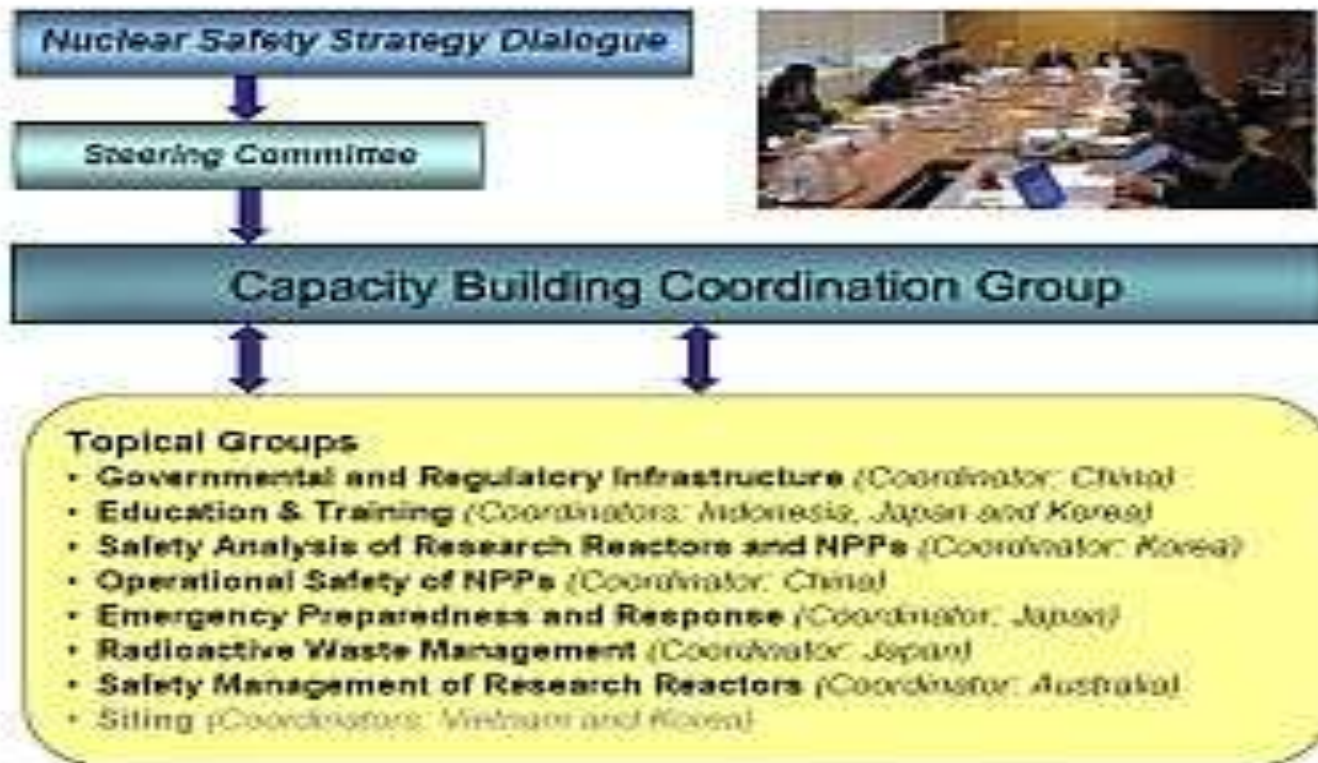 Nuclear Safety Strategy Dialogue
Steering Committee
Capacity Building Coordination Group
Topical Groups
• Governmental and Regulatory Infrastructure (Coordinator: China)
• Education & Training (Coordinators: Indonesia, Japan and Korea)
• Safety Analysis of Research Reactors and NPPs (Coordinator: Korea)
• Operational Safety of NPPs (Coordinator: China)
• Emergency Preparedness and Response (Coordinator: Japan)
• Radioactive Waste Management (Coordinator: Japan)
• Safety Management of Research Reactors (Coordinator: Australia)
• Siting (Coordinators: Vietnam and Korea)